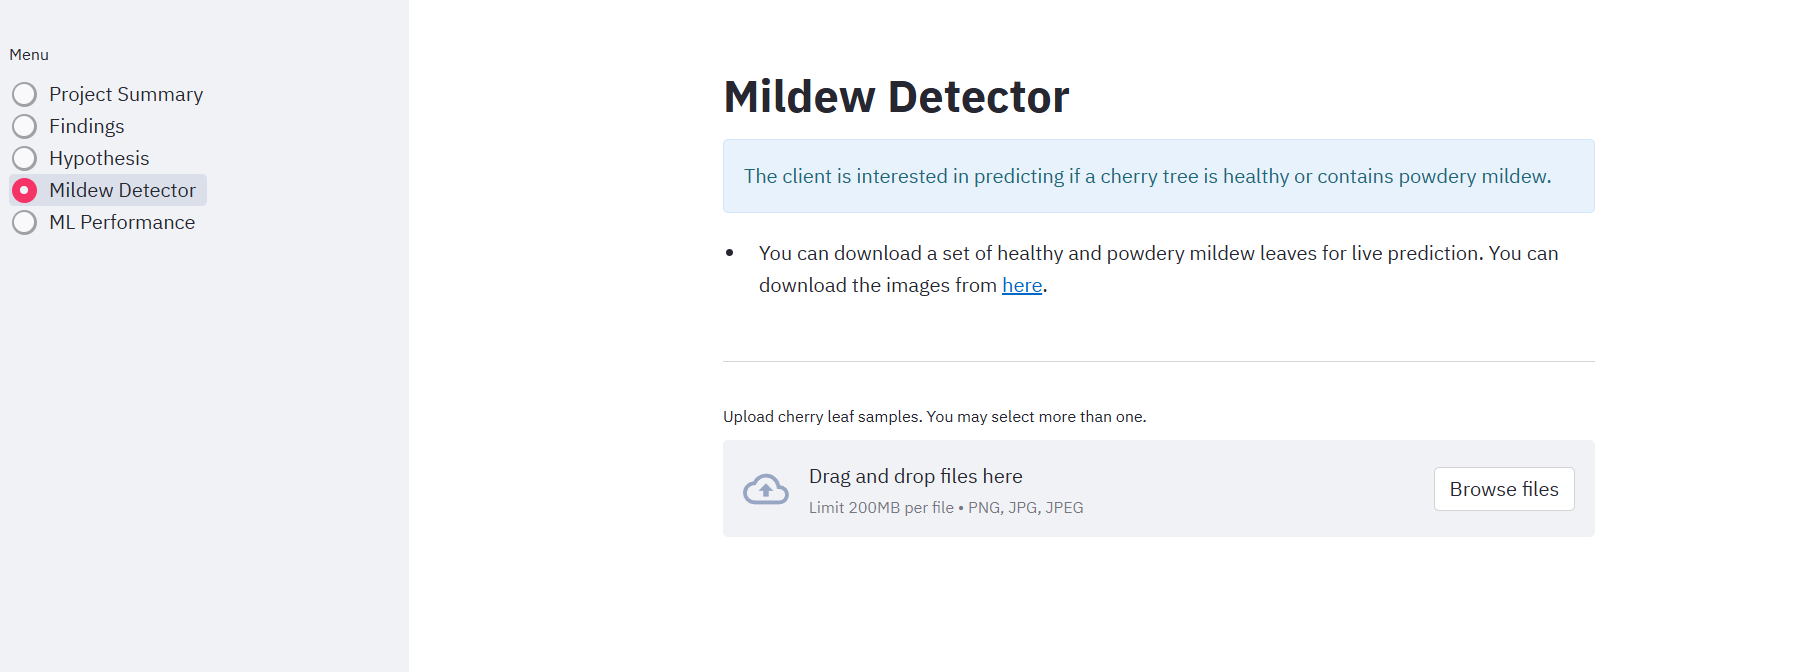 Menu
Project Summary
Findings
Hypothesis
Mildew Detector
ML Performance
Mildew Detector
The client is interested in predicting if a cherry tree is healthy or contains powdery mildew.
• You can download a set of healthy and powdery mildew leaves for live prediction. You can
download the images from here.
Upload cherry leaf samples. You may select more than one.
Drag and drop files here
Limit 200MB per file • PNG, JPG, JPEG
Browse files